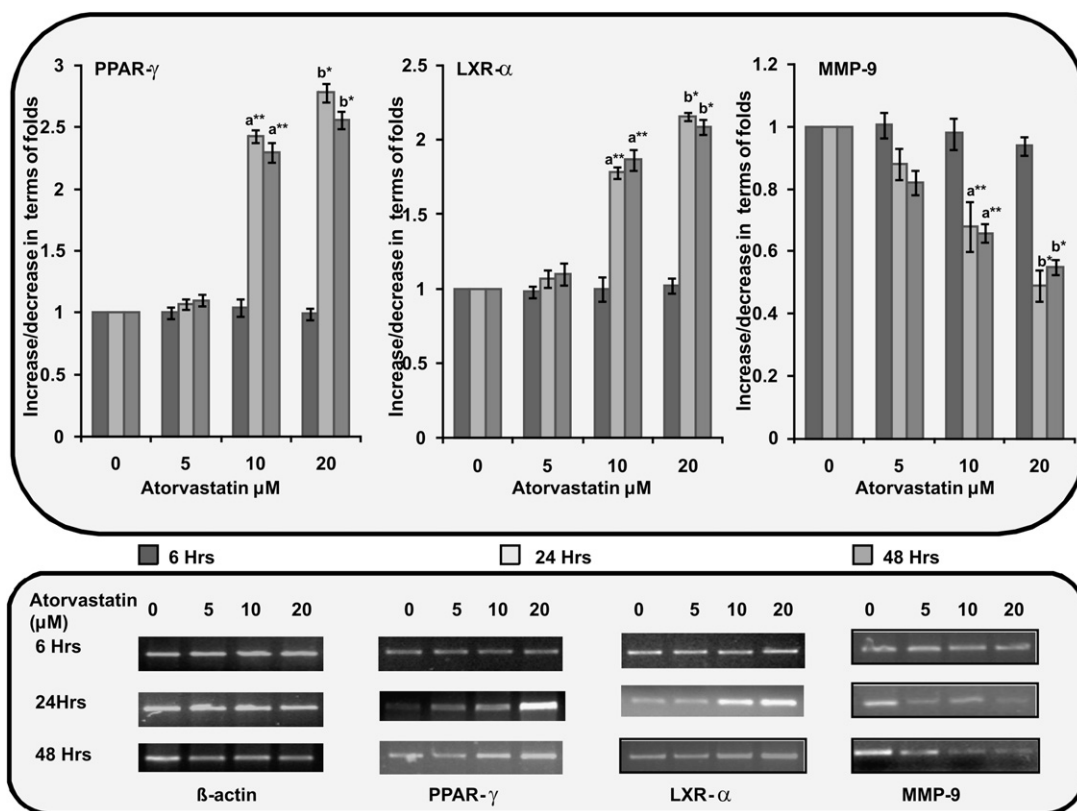 PPAR-γ
Increase/decrease in terms of folds
3
2.5
2
1.5
1
0.5
0
b*
b*
a**
a**
0 5 10 20
Atorvastatin µM
LXR-α
Increase/decrease in terms of folds
2.5
2
1.5
1
0.5
0
b*
b*
a**
a**
0 5 10 20
Atorvastatin µM
MMP-9
Increase/decrease in terms of folds
1.2
1
0.8
0.6
0.4
0.2
0
a**
a**
b*
b*
0 5 10 20
Atorvastatin µM
6 Hrs 24 Hrs 48 Hrs
Atorvastatin
(µM)
0 5 10 20 0 5 10 20 0 5 10 20 0 5 10 20
6 Hrs
24Hrs
48 Hrs
ß-actin PPAR-γ LXR-α MMP-9